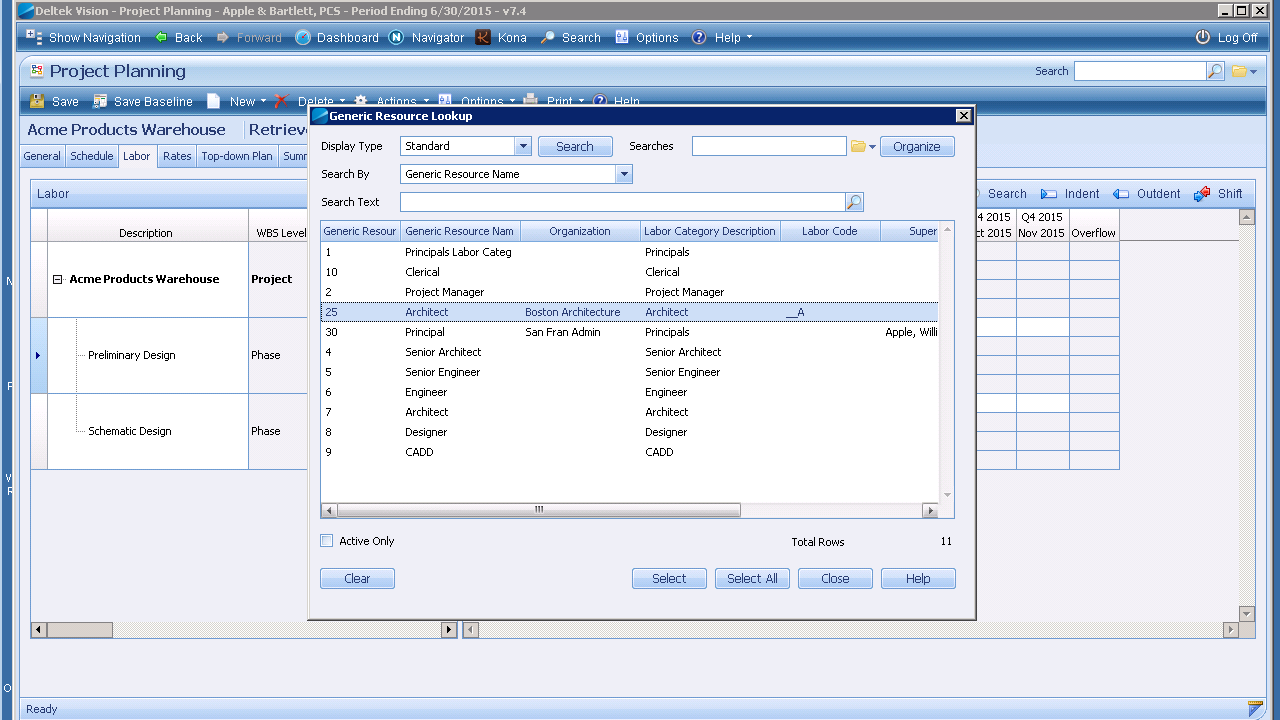 Deltek Vision - Project Planning - Apple & Bartlett, PCS - Period Ending 6/30/2015 - v7.4
Show Navigation Back Forward Dashboard Navigator Kona Search Options Help Log Off
Project Planning Search
Save Save Baseline New Delete Actions Options Print Help
Acme Products Warehouse Retrieve
General Schedule Labor Rates Top-down Plan Summ
Labor Search Indent Outdent Shift
Description WBS Level
4 2015 Q4 2015
ct 2015 Nov 2015 Overflow
Acme Products Warehouse Project
Preliminary Design Phase
Schematic Design Phase
Generic Resource Lookup
Display Type Standard Search Searches Organize
Search By Generic Resource Name
Search Text
Generic Resour Generic Resource Nam Organization Labor Category Description Labor Code Super
1 Principals Labor Categ Principals
10 Clerical Clerical
2 Project Manager Project Manager
25 Architect Boston Architecture Architect __A
30 Principal San Fran Admin Principals Apple, Willi
4 Senior Architect Senior Architect
5 Senior Engineer Senior Engineer
6 Engineer Engineer
7 Architect Architect
8 Designer Designer
9 CADD CADD
Active Only Total Rows 11
Clear Select Select All Close Help
Ready